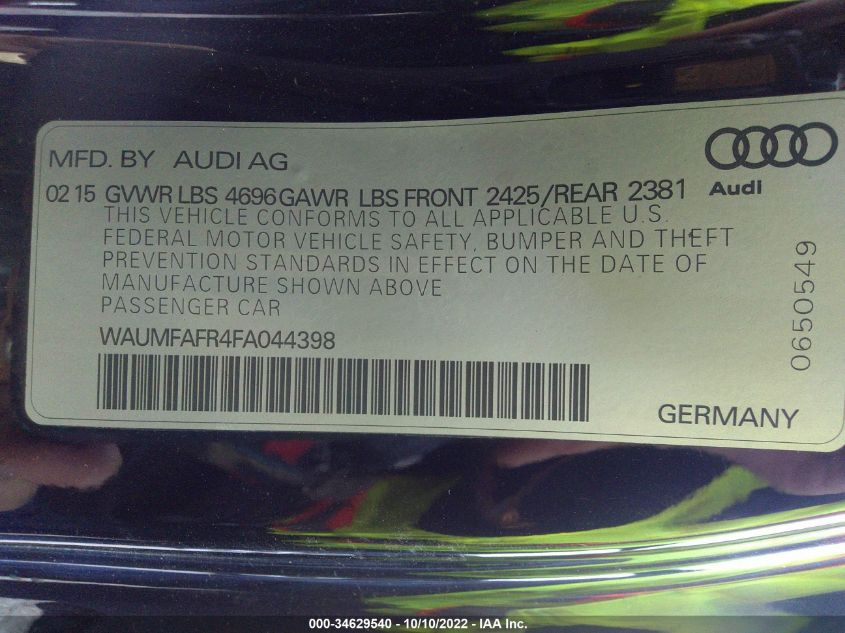 MFD. BY AUDI AG
02 15 GVWR LBS 4696 GAWR LBS FRONT 2425/REAR 2381
Audi
THIS VEHICLE CONFORMS TO ALL APPLICABLE U.S.
FEDERAL MOTOR VEHICLE SAFETY, BUMPER AND THEFT
PREVENTION STANDARDS IN EFFECT ON THE DATE OF
MANUFACTURE SHOWN ABOVE
PASSENGER CAR
WAUMFAFR4FA044398
0650549
GERMANY
000-34629540 - 10/10/2022 - IAA Inc.